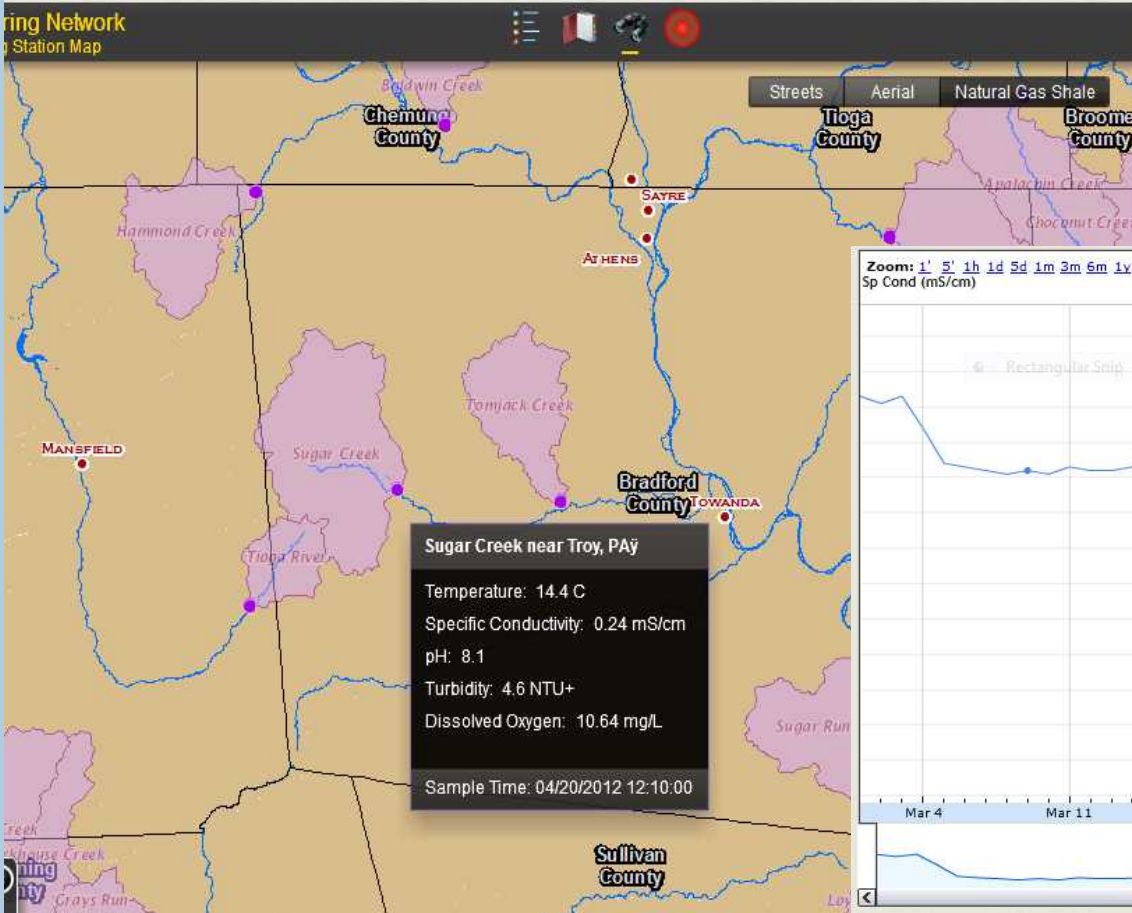 ring Network
g Station Map
Streets Aerial Natural Gas Shale
Baldwin Creek
Chemung
County
Tioga
County
Broome
County
Apalachin Creek
SAYRE
Hammond Creek
Choconut Cree
ATHENS
Zoom: 1' 5' 1h 1d 5d 1m 3m 6m 1y
Sp Cond (mS/cm)
Rectangular Snip
Tomjack Creek
MANSFIELD
Sugar Creek
Bradford
County
TOWANDA
Tioga River
Sugar Creek near Troy, PAÿ
Temperature: 14.4 C
Specific Conductivity: 0.24 mS/cm
pH: 8.1
Turbidity: 4.6 NTU+
Dissolved Oxygen: 10.64 mg/L
Sample Time: 04/20/2012 12:10:00
Sugar Run
Mar 4 Mar 11
Creek
khouse Creek
ming
nty
Grays Run
Sullivan
County
Loy